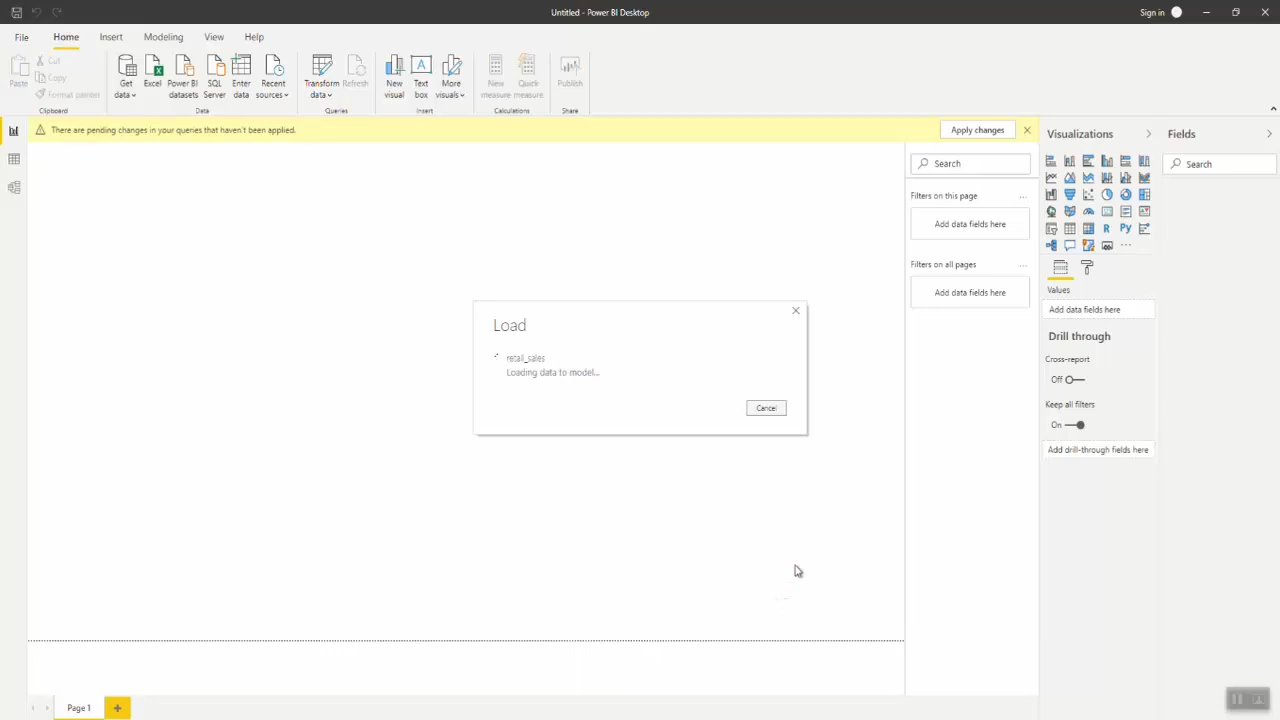 Untitled - Power BI Desktop
Sign in
File Home Insert Modeling View Help
Paste
Cut
Copy
Format painter
Clipboard
Get data
Excel
Power BI datasets
SQL Server
Enter data
Recent sources
Data
Transform data
Refresh
Queries
New visual
Text box
More visuals
Insert
New measure
Quick measure
Calculations
Publish
Share
There are pending changes in your queries that haven't been applied.
Apply changes
Search
Filters on this page
...
Add data fields here
Filters on all pages
...
Add data fields here
Visualizations
R
Py
...
Values
Add data fields here
Drill through
Cross-report
Off
Keep all filters
On
Add drill-through fields here
Fields
Search
Load
retail_sales
Loading data to model...
Cancel
Page 1